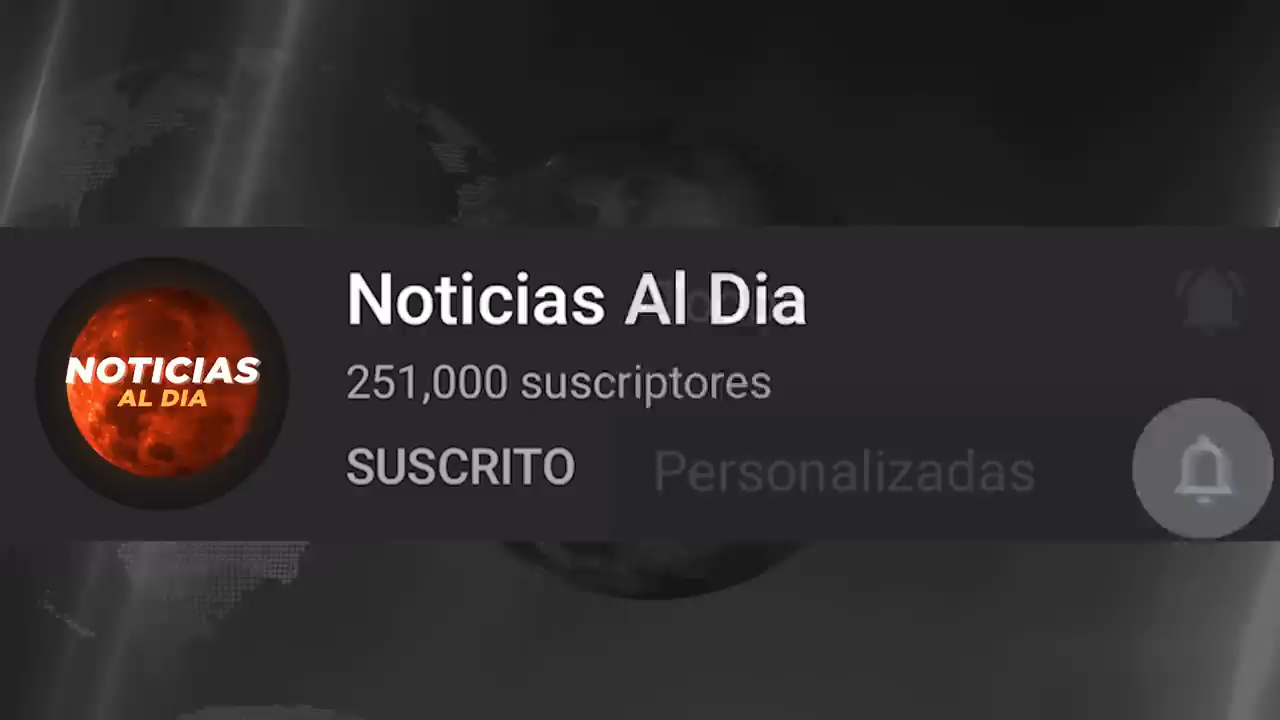 Noticias Al Dia
251,000 suscriptores
SUSCRITO
Personalizadas
NOTICIAS
AL DIA